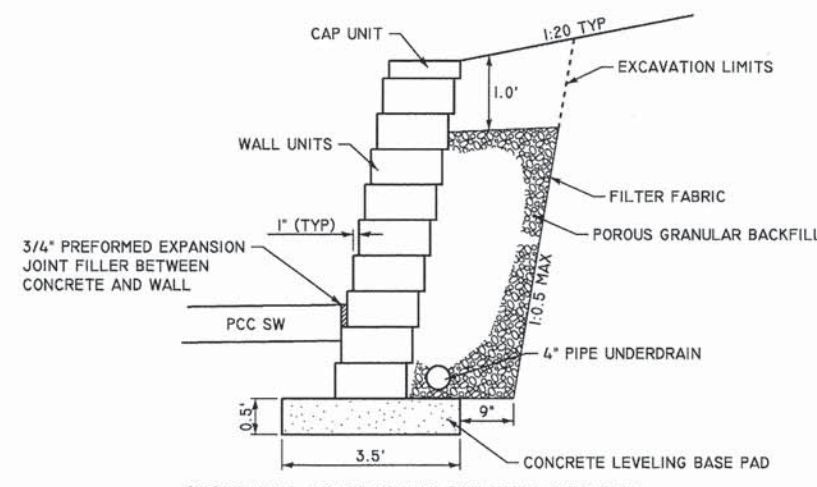 CAP UNIT
1:20 TYP
EXCAVATION LIMITS
1.0'
WALL UNITS
FILTER FABRIC
1" (TYP)
POROUS GRANULAR BACKFILL
3/4" PREFORMED EXPANSION
JOINT FILLER BETWEEN
CONCRETE AND WALL
1:0.5 MAX
PCC SW
4" PIPE UNDERDRAIN
0.5'
9"
3.5'
CONCRETE LEVELING BASE PAD